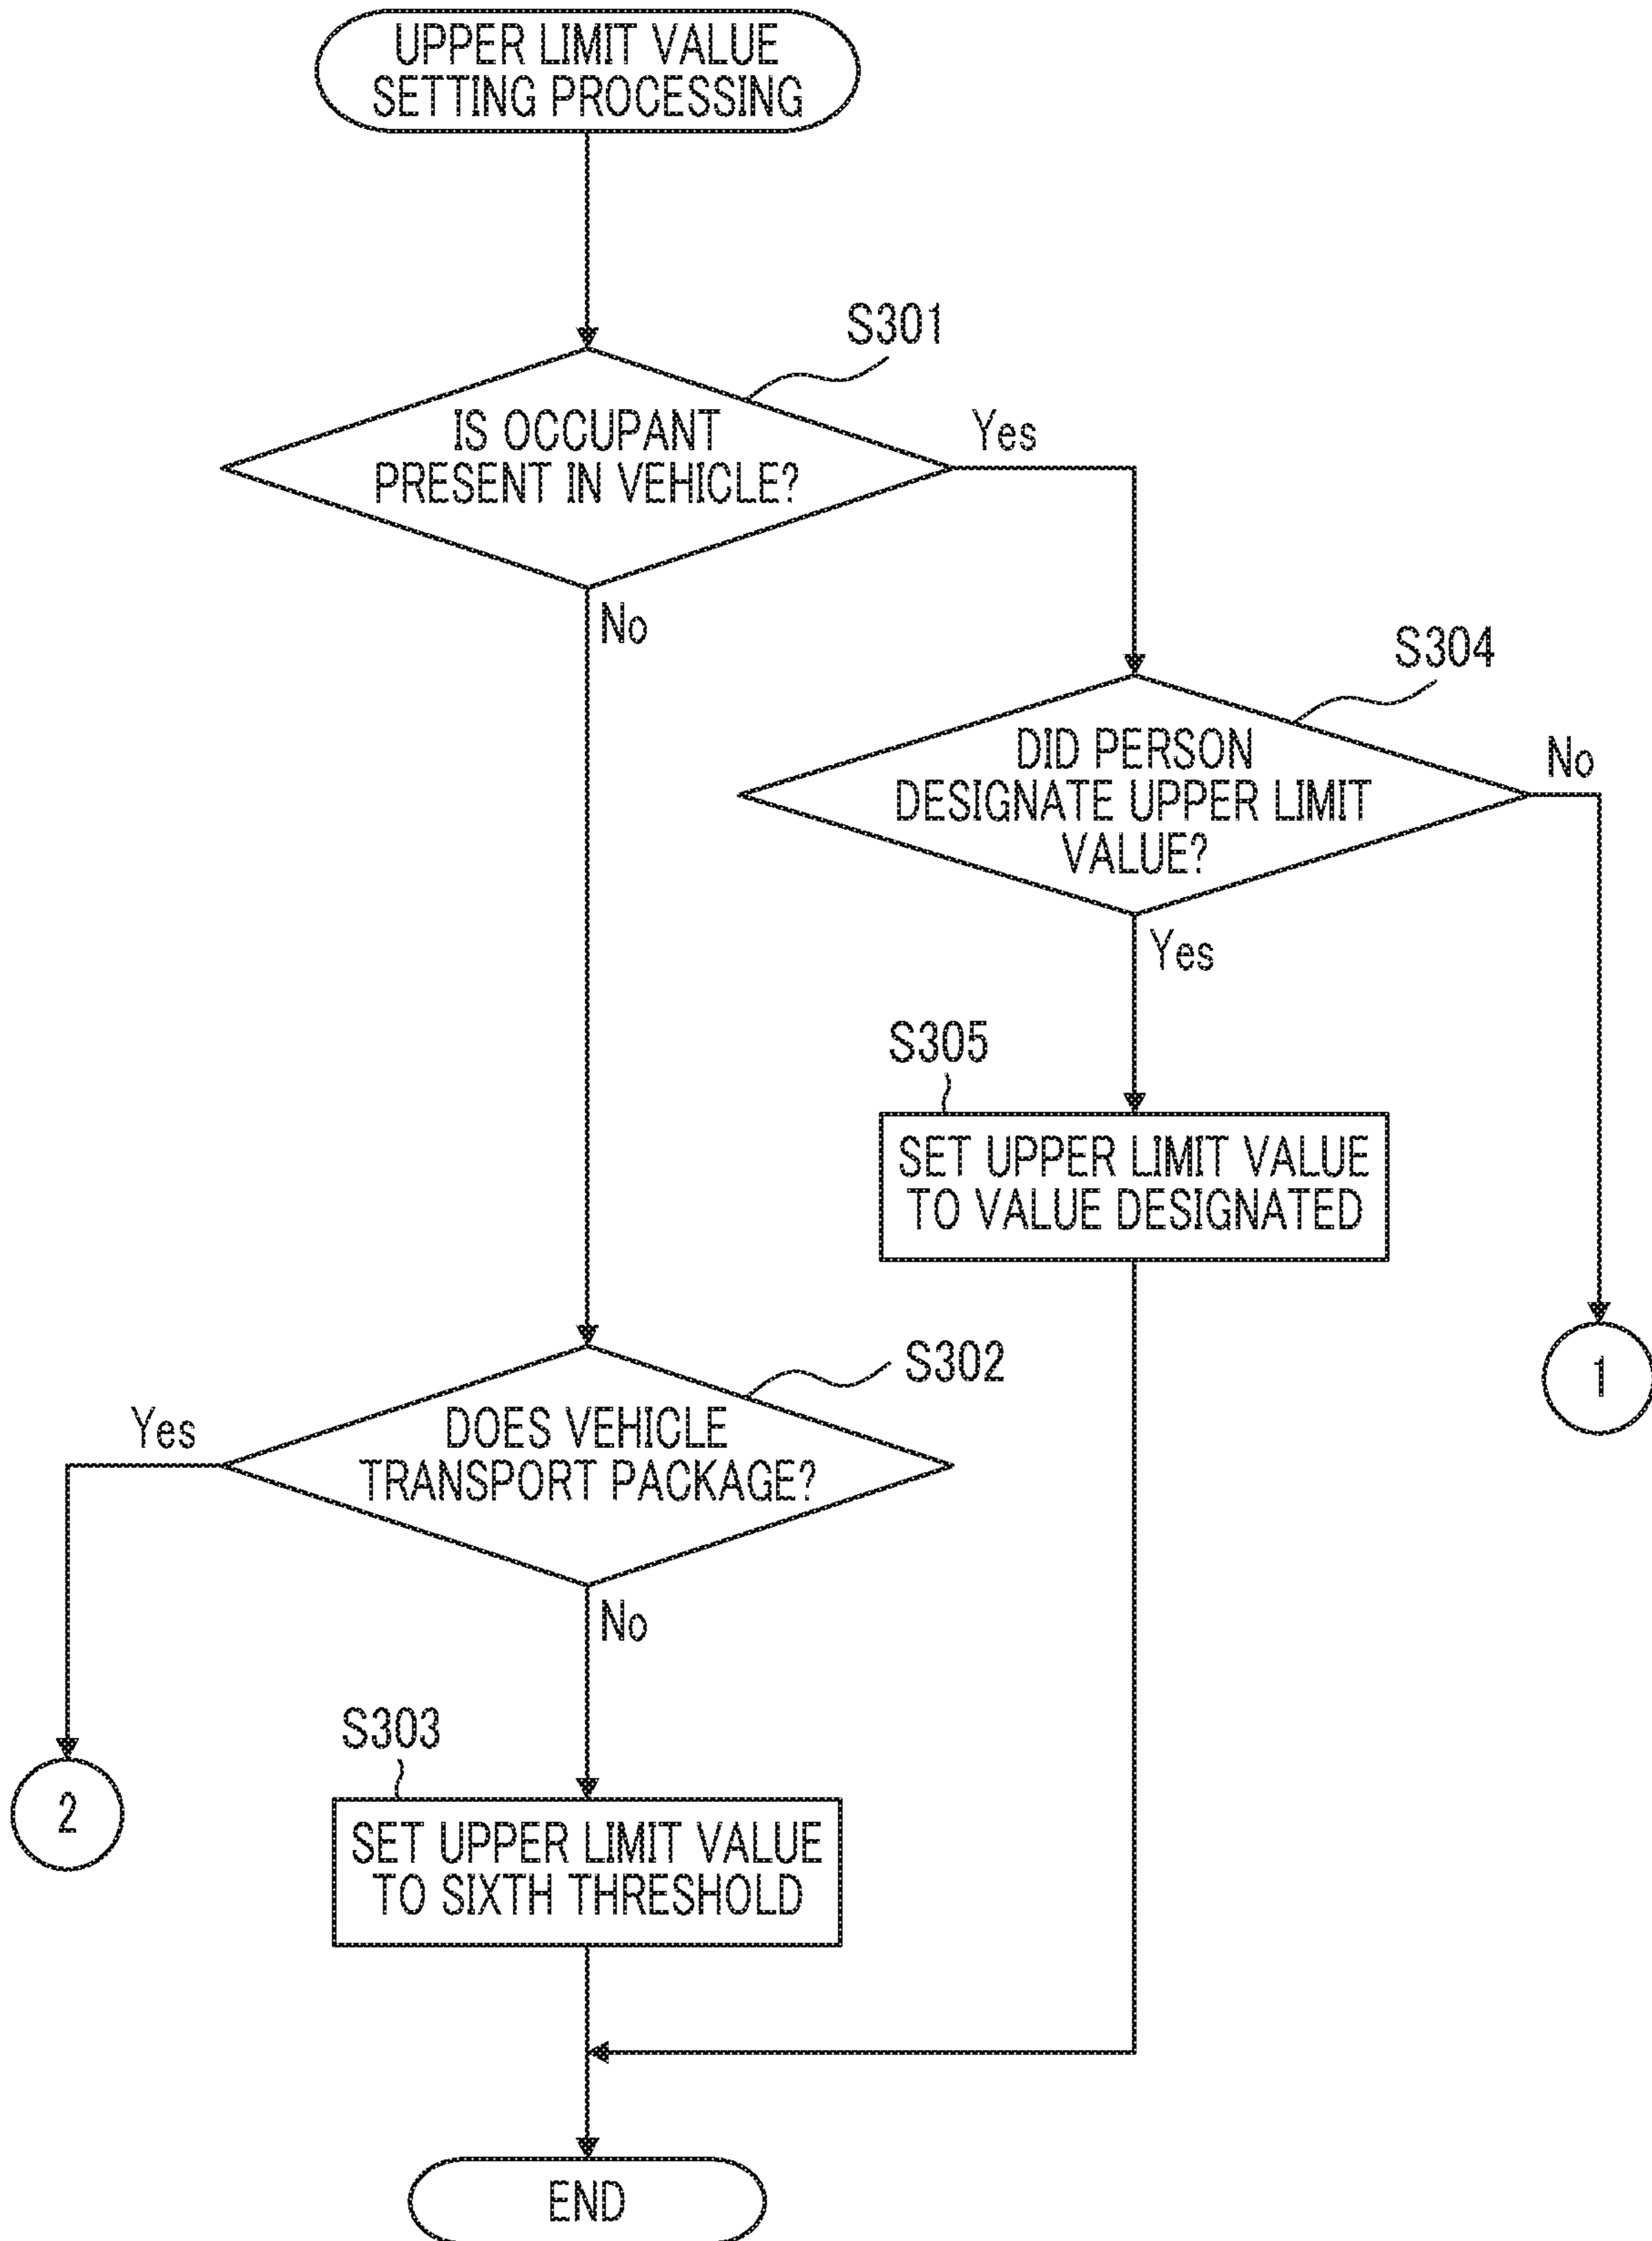 UPPER LIMIT VALUE
SETTING PROCESSING
S301
IS OCCUPANT
PRESENT IN VEHICLE?
Yes
No
S304
DID PERSON
DESIGNATE UPPER LIMIT
VALUE?
No
Yes
S305
SET UPPER LIMIT VALUE
TO VALUE DESIGNATED
1
S302
DOES VEHICLE
TRANSPORT PACKAGE?
Yes
No
2
S303
SET UPPER LIMIT VALUE
TO SIXTH THRESHOLD
END